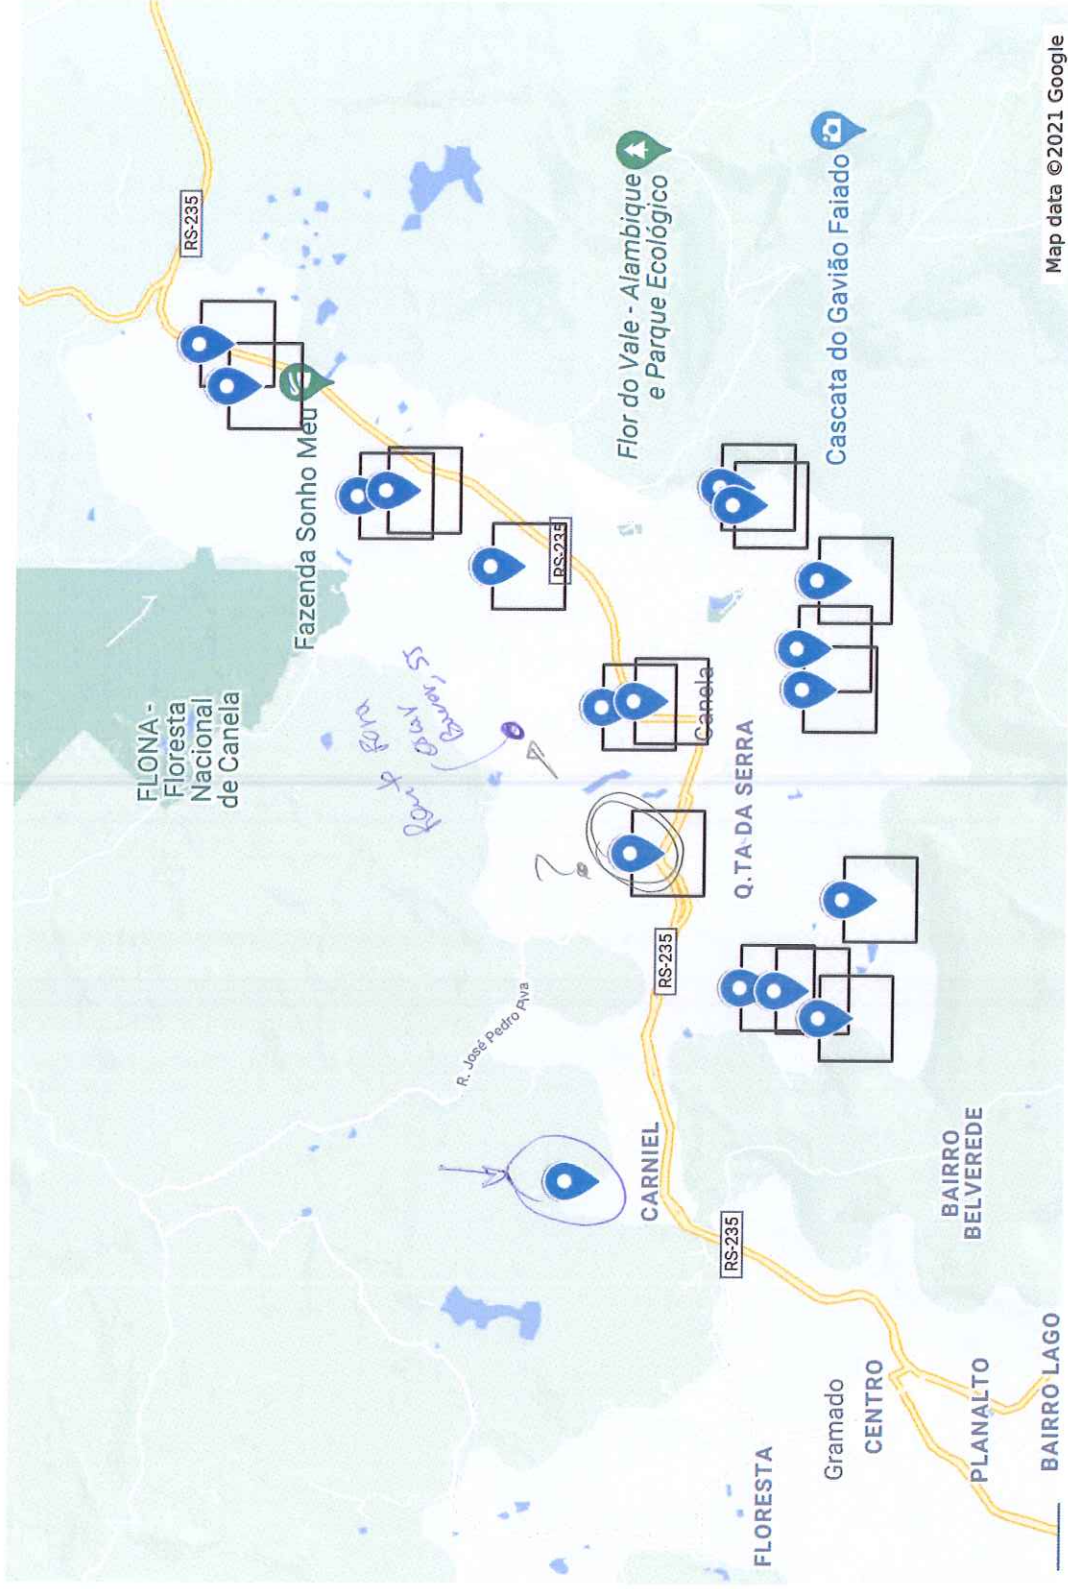 RS-235
FLONA -
Floresta
Nacional
de Canela
Fazenda Sonho Meu
Flor do Vale - Alambique
e Parque Ecológico
Cascata do Gavião Faiado
RS-235
Canela
Q.TA DA SERRA
?
RS-235
R. José Pedro Piva
CARNIEL
RS-235
BAIRRO
BELVEREDE
Gramado
CENTRO
PLANALTO
BAIRRO LAGO
FLORESTA
Map data ©2021 Google